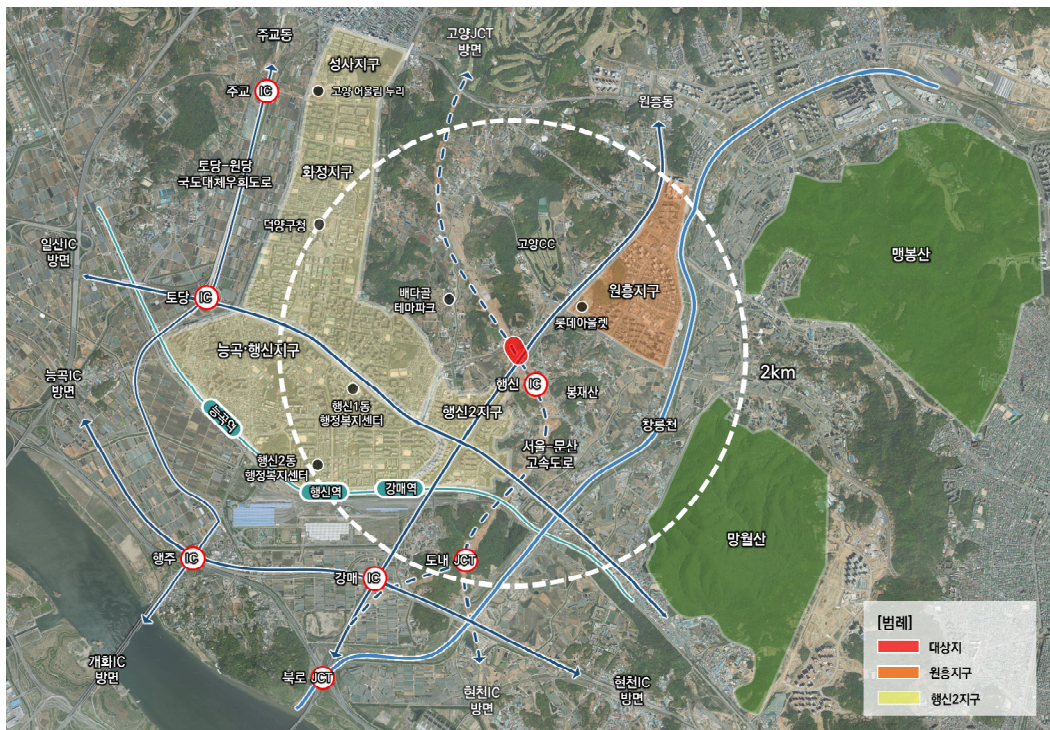 주교동
고양JCT
방면
성사지구
주교 IC
고양 어울림 누리
원흥동
토당-원당
국도대체우회도로
화정지구
덕양구청
일산IC
방면
고양CC
맹봉산
토당 IC
배다골
테마파크
원흥지구
롯데아울렛
능곡·행신지구
2km
능곡IC
방면
행신 IC
봉재산
행신1동
행정복지센터
행신2지구
능곡역
창릉천
서울-문산
고속도로
행신2동
행정복지센터
행신역
강매역
망월산
행주 IC
도내 JCT
강매 IC
[범례]
대상지
원흥지구
행신2지구
개화IC
방면
북로 JCT
현천IC
방면
현천IC
방면